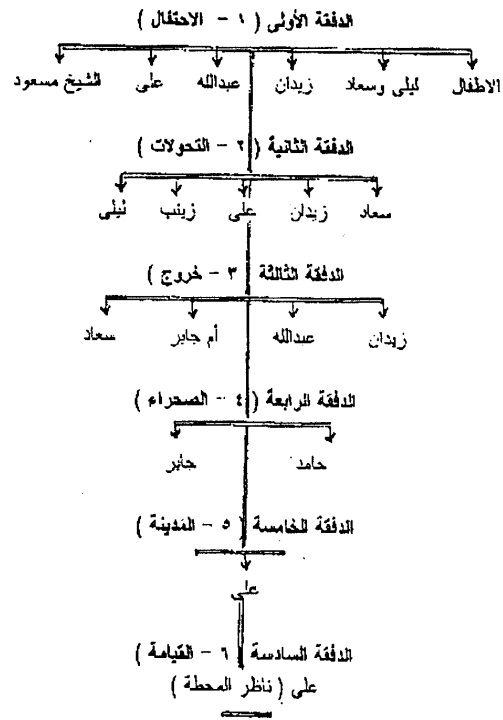 الدفقة الأولى ( ١ - الاحتفال )
الاطفال ليلى وسعاد زيدان عبدالله على الشيخ مسعود
الدفقة الثانية ( ٢ - التحولات )
سعاد زيدان على زينب ليلى
الدفقة الثالثة ( ٣ - خروج )
زيدان عبدالله أم جابر سعاد
الدفقة الرابعة ( ٤ - الصحراء )
حامد جابر
الدفقة الخامسة ( ٥ - المدينة )
على
الدفقة السادسة ( ٦ - القيامة )
على ( ناظر المحطة )